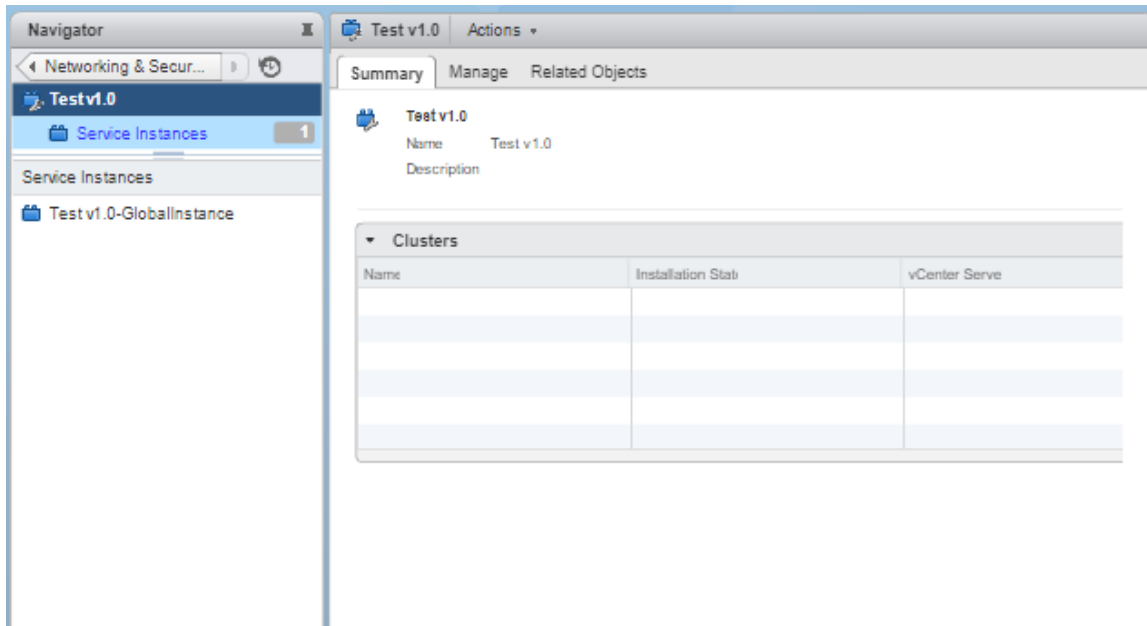 Navigator
Networking & Secur...
Test v1.0
Service Instances 1
Service Instances
Test v1.0-GlobalInstance
Test v1.0 Actions
Summary Manage Related Objects
Test v1.0
Name Test v1.0
Description
Clusters
Name Installation Stat vCenter Serve